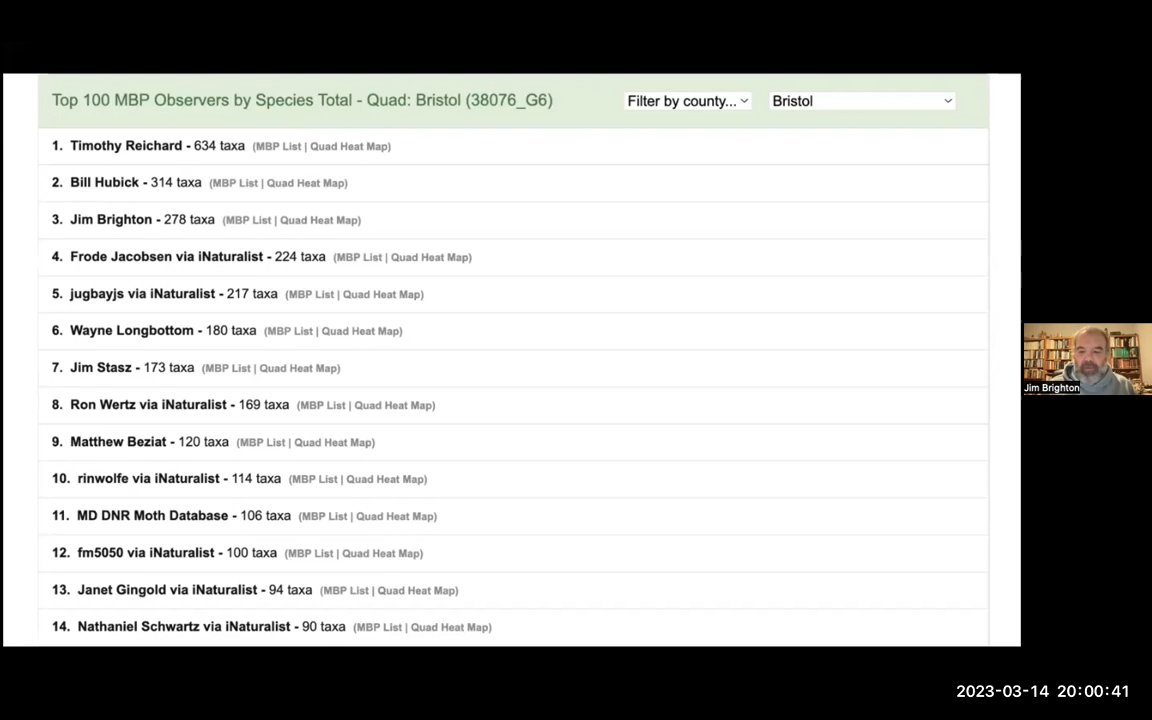 Top 100 MBP Observers by Species Total - Quad: Bristol (38076_G6) Filter by county... Bristol
1. Timothy Reichard - 634 taxa (MBP List | Quad Heat Map)
2. Bill Hubick - 314 taxa (MBP List | Quad Heat Map)
3. Jim Brighton - 278 taxa (MBP List | Quad Heat Map)
4. Frode Jacobsen via iNaturalist - 224 taxa (MBP List | Quad Heat Map)
5. jugbayjs via iNaturalist - 217 taxa (MBP List | Quad Heat Map)
6. Wayne Longbottom - 180 taxa (MBP List | Quad Heat Map)
7. Jim Stasz - 173 taxa (MBP List | Quad Heat Map)
8. Ron Wertz via iNaturalist - 169 taxa (MBP List | Quad Heat Map)
9. Matthew Beziat - 120 taxa (MBP List | Quad Heat Map)
10. rinwolfe via iNaturalist - 114 taxa (MBP List | Quad Heat Map)
11. MD DNR Moth Database - 106 taxa (MBP List | Quad Heat Map)
12. fm5050 via iNaturalist - 100 taxa (MBP List | Quad Heat Map)
13. Janet Gingold via iNaturalist - 94 taxa (MBP List | Quad Heat Map)
14. Nathaniel Schwartz via iNaturalist - 90 taxa (MBP List | Quad Heat Map)
Jim Brighton
2023-03-14 20:00:41